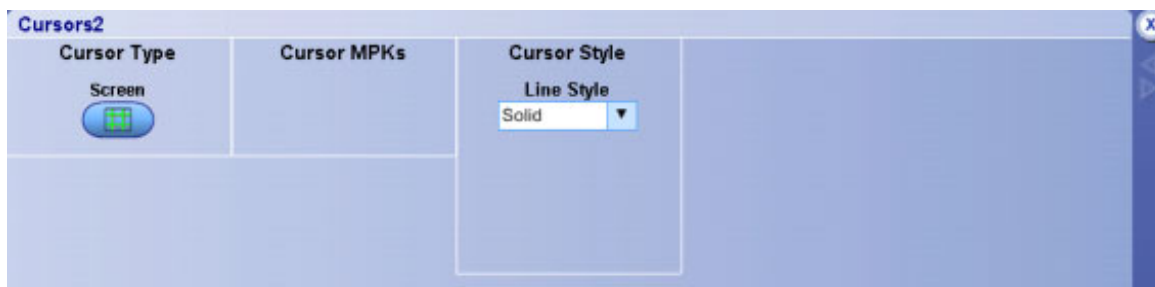 Cursors2
X
Cursor Type
Cursor MPKs
Cursor Style
Screen
Line Style
Solid